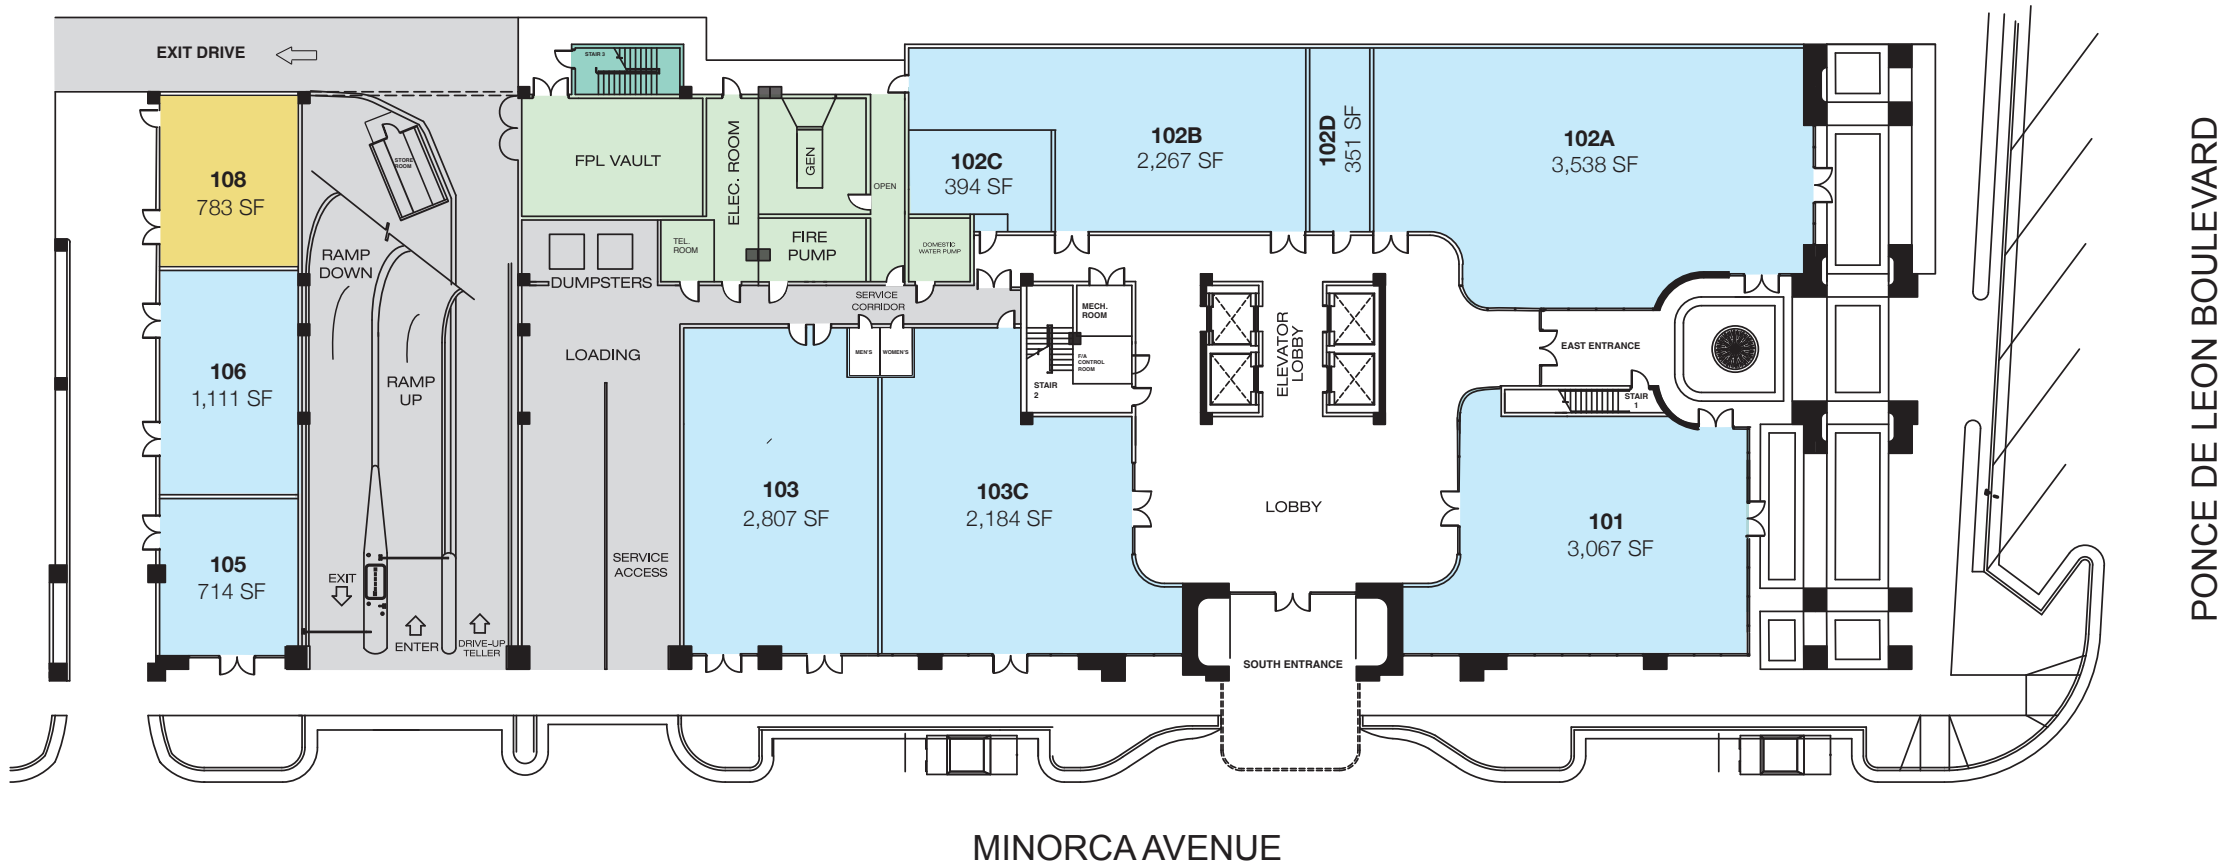 EXIT DRIVE
STAIR 3
108
783 SF
STORE
ROOM
FPL VAULT
ELEC. ROOM
GEN
OPEN
102C
394 SF
102B
2,267 SF
102D
351 SF
102A
3,538 SF
RAMP
DOWN
TEL.
ROOM
FIRE
PUMP
DOMESTIC
WATER PUMP
DUMPSTERS
SERVICE
CORRIDOR
MECH.
ROOM
106
1,111 SF
RAMP
UP
LOADING
MEN'S
WOMEN'S
F/A
CONTROL
ROOM
STAIR
2
ELEVATOR
LOBBY
EAST ENTRANCE
STAIR
1
103
2,807 SF
103C
2,184 SF
LOBBY
101
3,067 SF
105
714 SF
EXIT
ENTER
DRIVE-UP
TELLER
SERVICE
ACCESS
SOUTH ENTRANCE
PONCE DE LEON BOULEVARD
MINORCA AVENUE